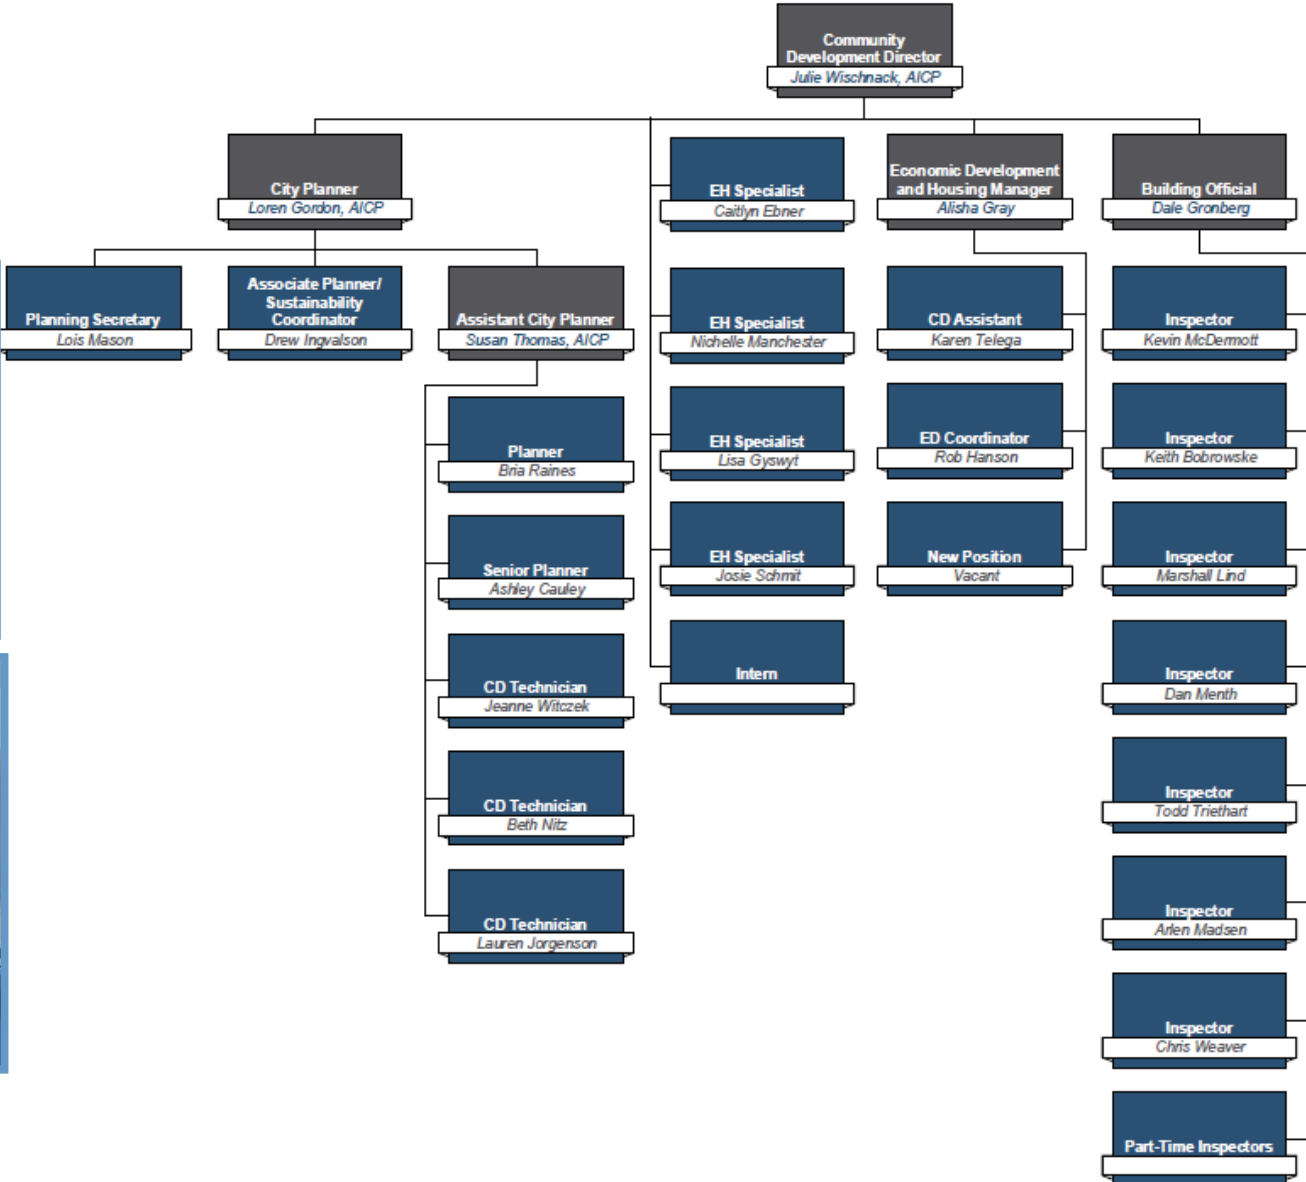 Community
Development Director
Julie Wischnack, AICP
City Planner
Loren Gordon, AICP
EH Specialist
Caitlyn Ebner
Economic Development
and Housing Manager
Alisha Gray
Building Official
Dale Gronberg
Planning Secretary
Lois Mason
Associate Planner/
Sustainability
Coordinator
Drew Ingvalson
Assistant City Planner
Susan Thomas, AICP
EH Specialist
Nichelle Manchester
CD Assistant
Karen Telega
Inspector
Kevin McDermott
Planner
Bria Raines
EH Specialist
Lisa Gyswyt
ED Coordinator
Rob Hanson
Inspector
Keith Bobrowske
Senior Planner
Ashley Cauley
EH Specialist
Josie Schmit
New Position
Vacant
Inspector
Marshall Lind
CD Technician
Jeanne Witczek
Intern
Inspector
Dan Menth
CD Technician
Beth Nitz
Inspector
Todd Triethart
CD Technician
Lauren Jorgenson
Inspector
Arlen Madsen
Inspector
Chris Weaver
Part-Time Inspectors